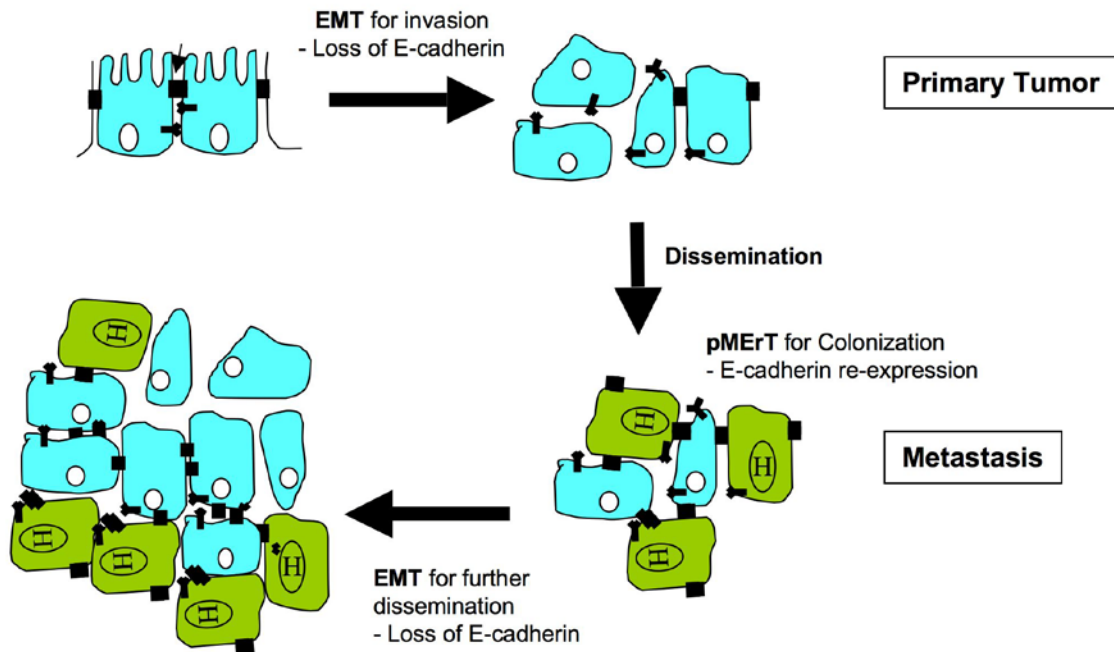 EMT for invasion
- Loss of E-cadherin
Primary Tumor
Dissemination
pMErT for Colonization
- E-cadherin re-expression
Metastasis
EMT for further
dissemination
- Loss of E-cadherin
H
H
H
H
H
H
H
H